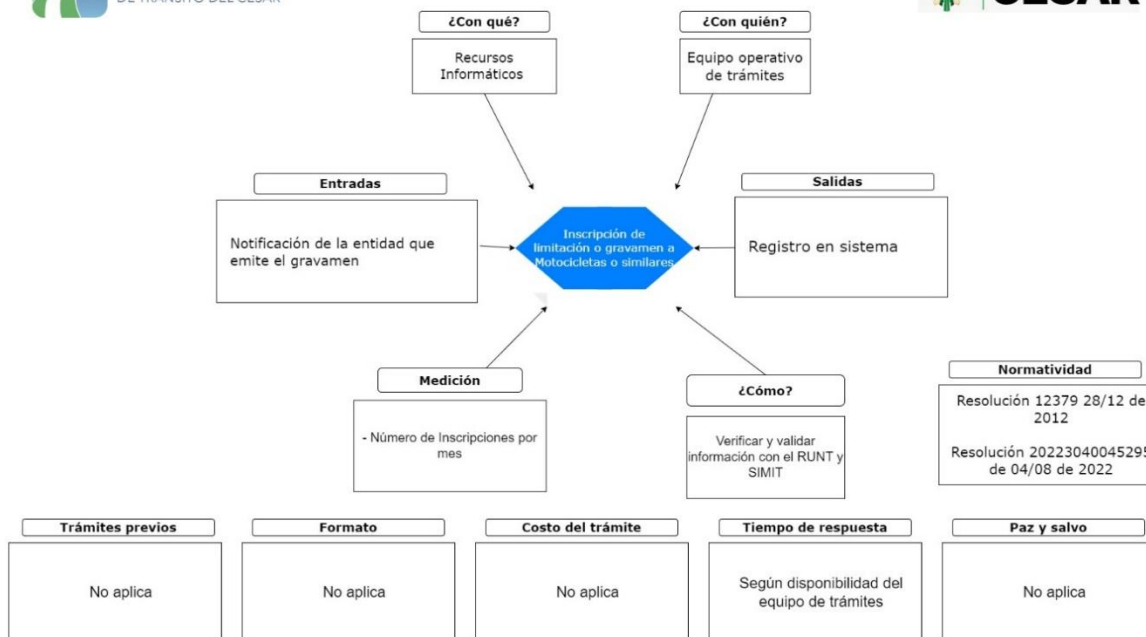 DE TRÁNSITO DEL CESAR
CESAR
¿Con qué?
Recursos
Informáticos
¿Con quién?
Equipo operativo
de trámites
Entradas
Notificación de la entidad que
emite el gravamen
Inscripción de
limitación o gravamen a
Motocicletas o similares
Salidas
Registro en sistema
Medición
- Número de Inscripciones por
mes
¿Cómo?
Verificar y validar
información con el RUNT y
SIMIT
Normatividad
Resolución 12379 28/12 de
2012
Resolución 20223040045295
de 04/08 de 2022
Trámites previos
No aplica
Formato
No aplica
Costo del trámite
No aplica
Tiempo de respuesta
Según disponibilidad del
equipo de trámites
Paz y salvo
No aplica